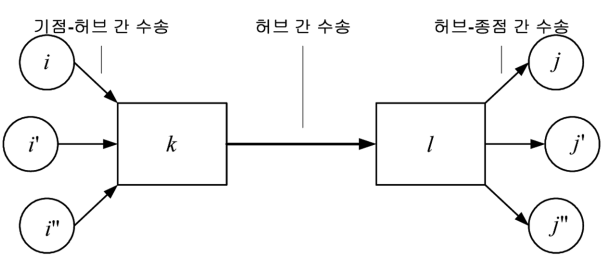 기점-허브 간 수송 허브 간 수송 허브-종점 간 수송
i j
i' k l j'
i" j"